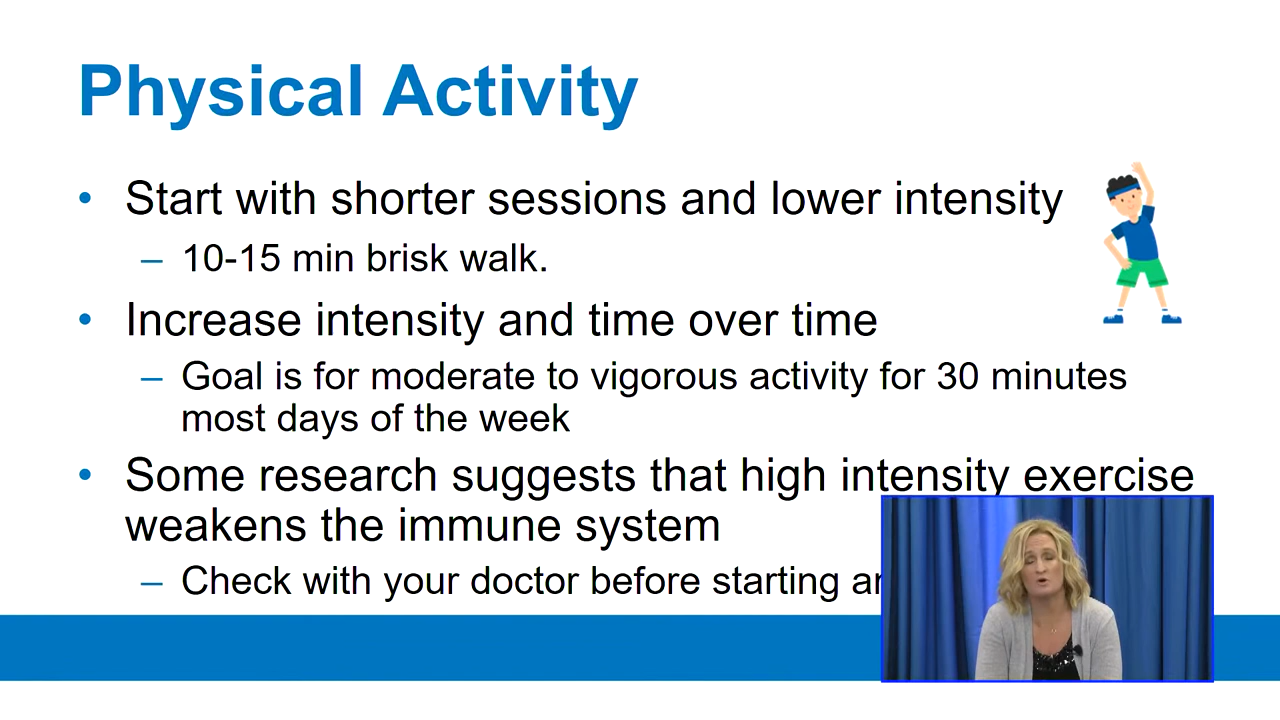 Physical Activity
• Start with shorter sessions and lower intensity
– 10-15 min brisk walk.
• Increase intensity and time over time
– Goal is for moderate to vigorous activity for 30 minutes
most days of the week
• Some research suggests that high intensity exercise
weakens the immune system
– Check with your doctor before starting